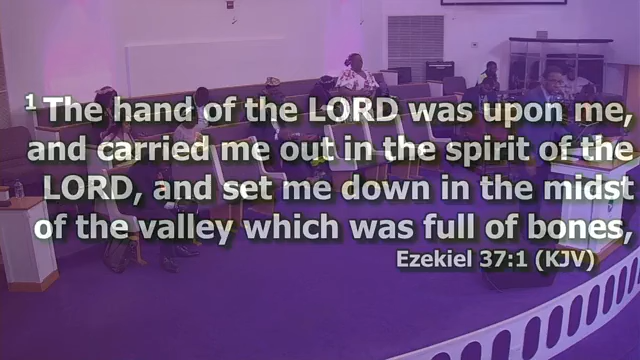 1 The hand of the LORD was upon me,
and carried me out in the spirit of the
LORD, and set me down in the midst
of the valley which was full of bones,
Ezekiel 37:1 (KJV)